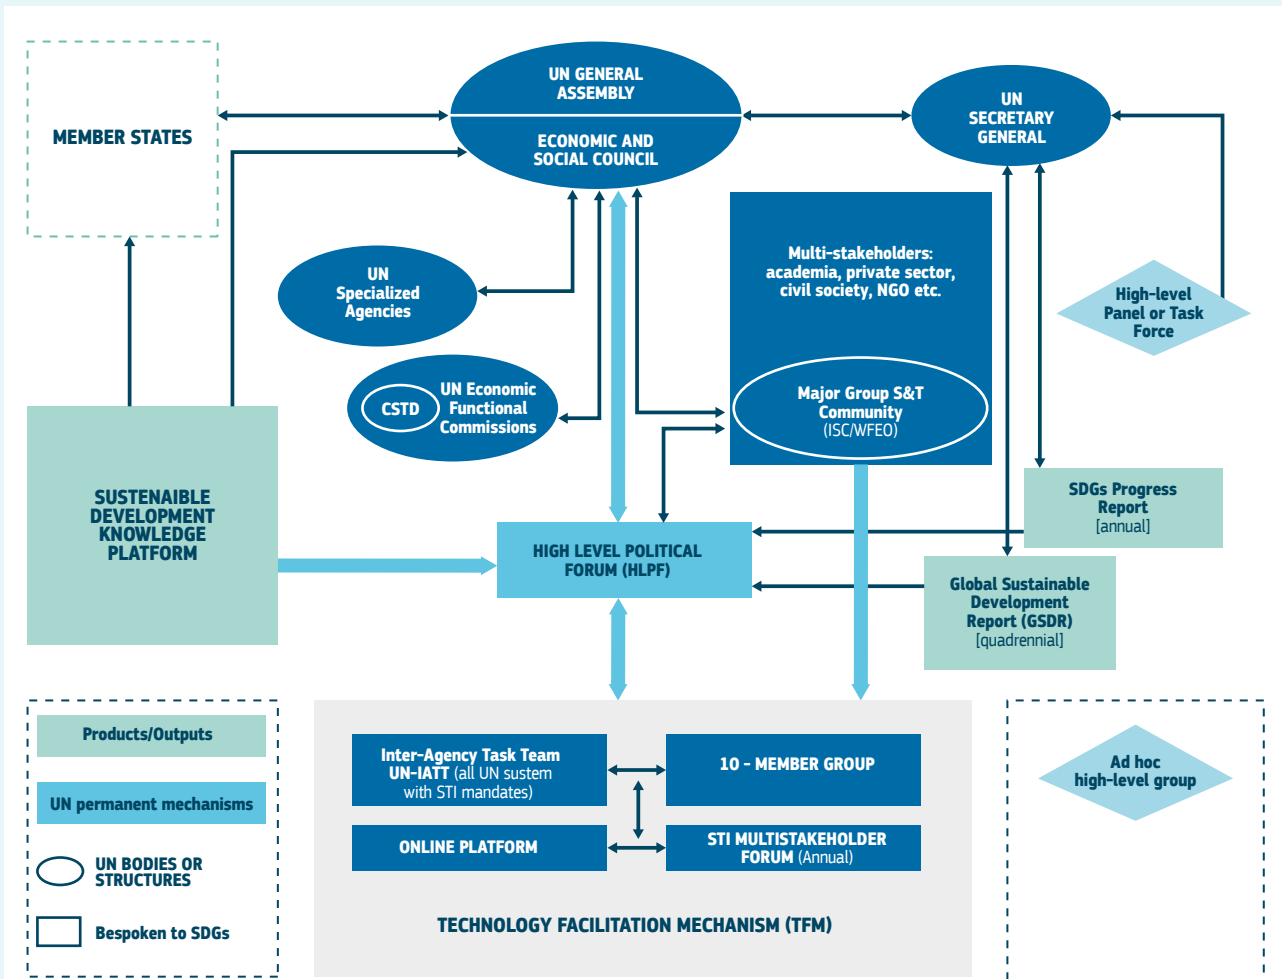 UN GENERAL
ASSEMBLY
ECONOMIC AND
SOCIAL COUNCIL
UN
SECRETARY
GENERAL
MEMBER STATES
UN
Specialized
Agencies
Multi-stakeholders:
academia, private sector,
civil society, NGO etc.
High-level
Panel or Task
Force
CSTD
UN Economic
Functional
Commissions
Major Group S&T
Community
(ISC/WFEO)
SUSTENAIBLE
DEVELOPMENT
KNOWLEDGE
PLATFORM
SDGs Progress
Report
[annual]
HIGH LEVEL POLITICAL
FORUM (HLPF)
Global Sustainable
Development
Report (GSDR)
[quadrennial]
Products/Outputs
UN permanent mechanisms
UN BODIES OR
STRUCTURES
Bespoken to SDGs
Inter-Agency Task Team
UN-IATT (all UN sustem
with STI mandates)
10 - MEMBER GROUP
ONLINE PLATFORM
STI MULTISTAKEHOLDER
FORUM (Annual)
TECHNOLOGY FACILITATION MECHANISM (TFM)
Ad hoc
high-level group